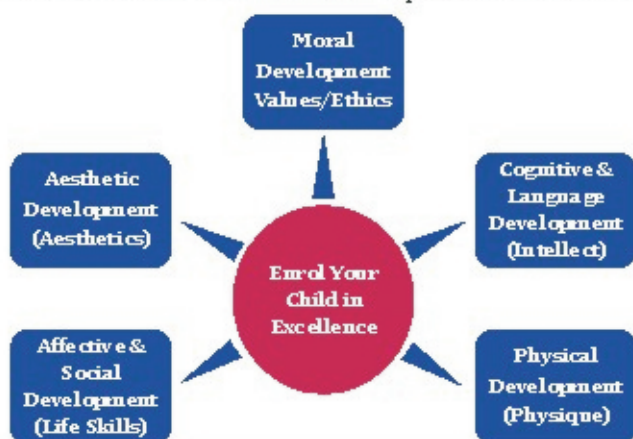 Moral
Development
Values/Ethics
Aesthetic
Development
(Aesthetics)
Cognitive &
Language
Development
(Intellect)
Enrol Your
Child in
Excellence
Affective &
Social
Development
(Life Skills)
Physical
Development
(Physique)